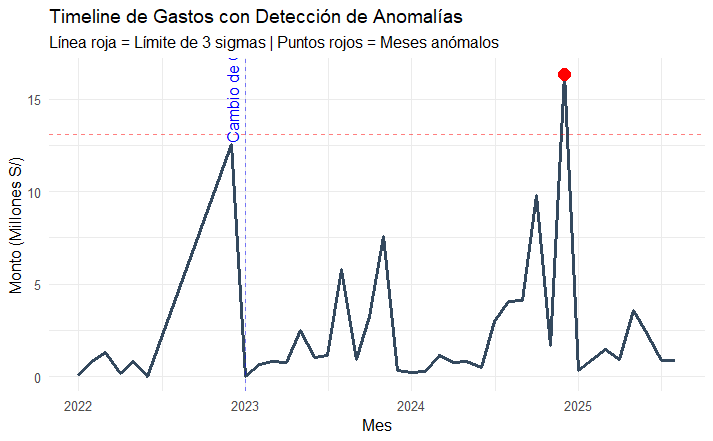 Timeline de Gastos con Detección de Anomalías
Línea roja = Límite de 3 sigmas | Puntos rojos = Meses anómalos
Monto (Millones S/)
15
10
5
0
Cambio de
2022
2023
2024
2025
Mes